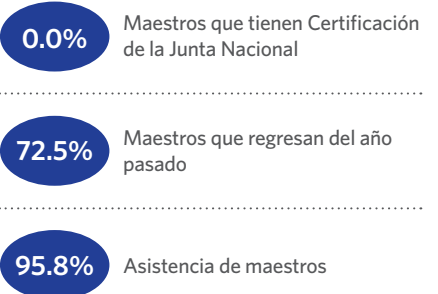 0.0%
Maestros que tienen Certificación
de la Junta Nacional
72.5%
Maestros que regresan del año
pasado
95.8%
Asistencia de maestros